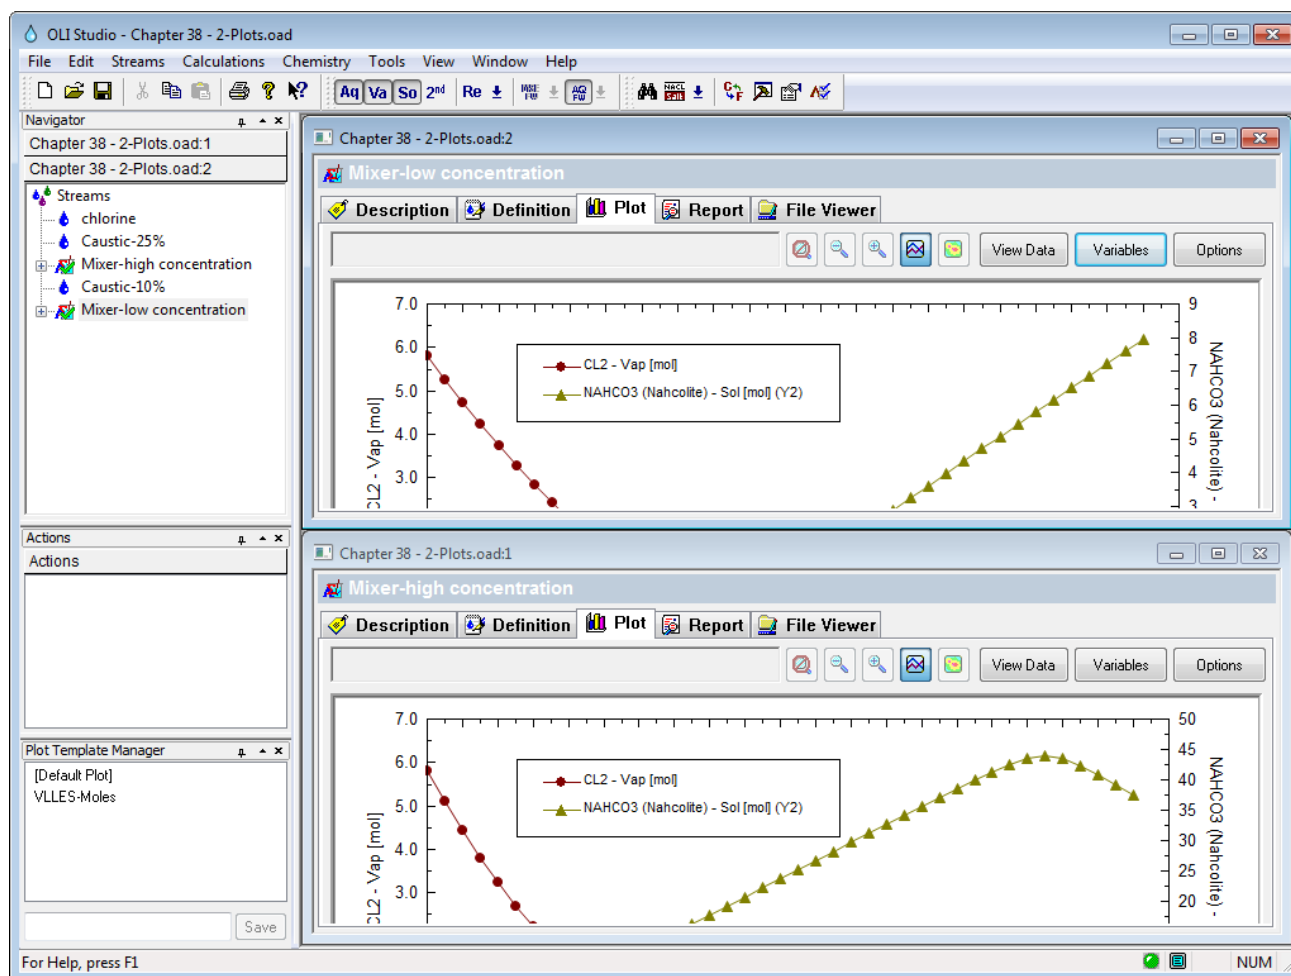 OLI Studio - Chapter 38 - 2-Plots.oad
File Edit Streams Calculations Chemistry Tools View Window Help
Aq Va So 2nd Re
Navigator
Chapter 38 - 2-Plots.oad:1
Chapter 38 - 2-Plots.oad:2
Streams
chlorine
Caustic-25%
Mixer-high concentration
Caustic-10%
Mixer-low concentration
Actions
Actions
Plot Template Manager
[Default Plot]
VLLES-Moles
Save
Chapter 38 - 2-Plots.oad:2
Mixer-low concentration
Description Definition Plot Report File Viewer
View Data Variables Options
7.0
6.0
5.0
4.0
3.0
CL2 - Vap [mol]
CL2 - Vap [mol]
NAHCO3 (Nahcolite) - Sol [mol] (Y2)
9
8
7
6
5
4
3
NAHCO3 (Nahcolite) -
Chapter 38 - 2-Plots.oad:1
Mixer-high concentration
Description Definition Plot Report File Viewer
View Data Variables Options
7.0
6.0
5.0
4.0
3.0
CL2 - Vap [mol]
CL2 - Vap [mol]
NAHCO3 (Nahcolite) - Sol [mol] (Y2)
50
45
40
35
30
25
20
NAHCO3 (Nahcolite) -
For Help, press F1
NUM